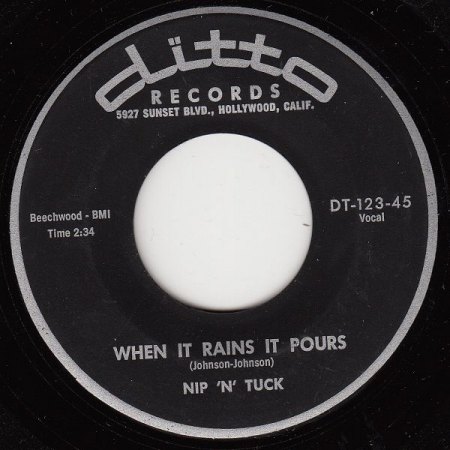 ditto
RECORDS
5927 SUNSET BLVD., HOLLYWOOD, CALIF.
Beechwood - BMI
Time 2:34
DT-123-45
Vocal
WHEN IT RAINS IT POURS
(Johnson-Johnson)
NIP 'N' TUCK